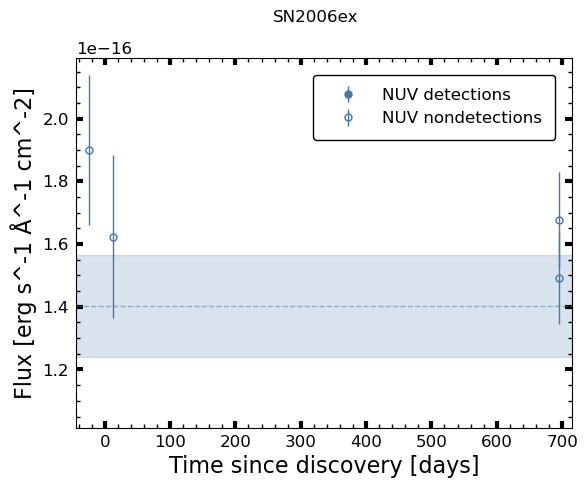 SN2006ex
1e−16
NUV detections
NUV nondetections
2.0
1.8
1.6
1.4
1.2
Flux [erg s^-1 Å^-1 cm^-2]
0 100 200 300 400 500 600 700
Time since discovery [days]